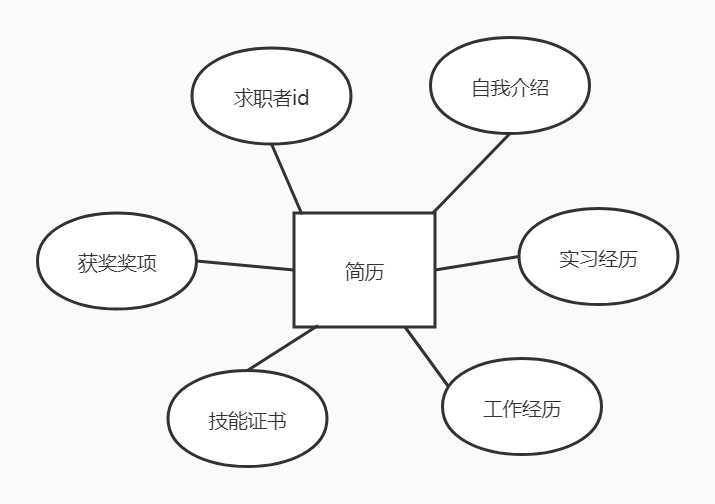 求职者id
自我介绍
获奖奖项
简历
实习经历
技能证书
工作经历